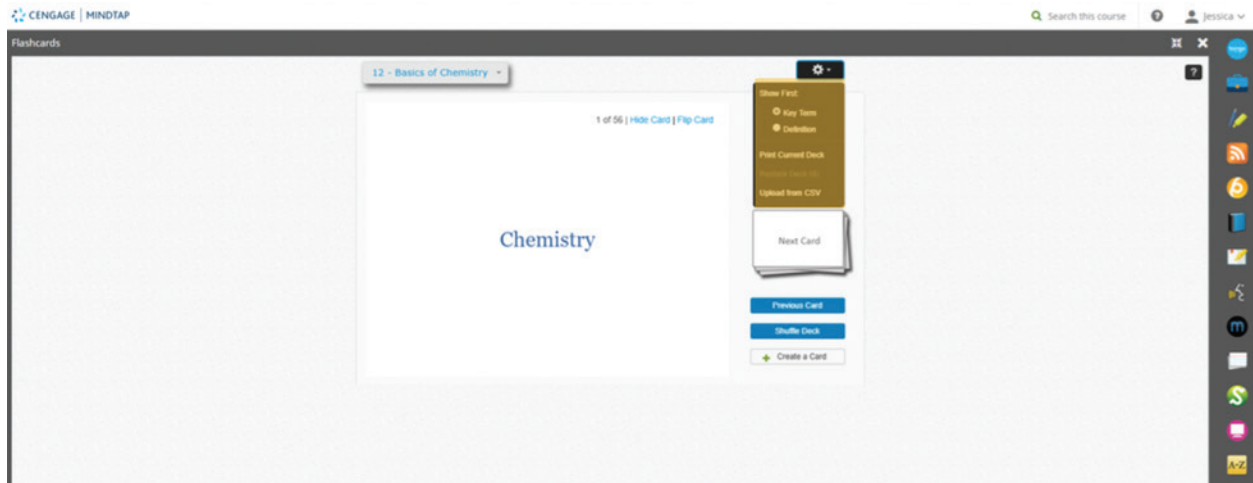 CENGAGE | MINDTAP
Search this course
Jessica
Flashcards
12 - Basics of Chemistry
?
1 of 56 | Hide Card | Flip Card
Show First:
Key Term
Definition
Print Current Deck
Upload from CSV
Chemistry
Next Card
Previous Card
Shuffle Deck
Create a Card
A-Z